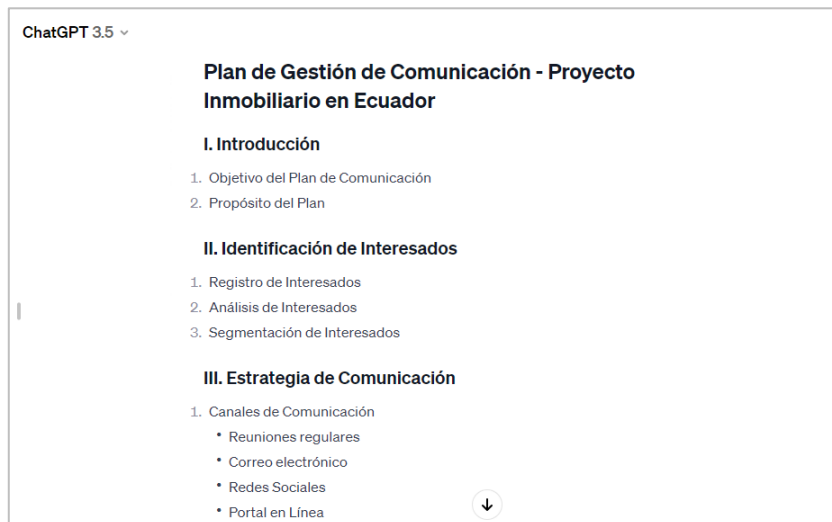 ChatGPT 3.5
Plan de Gestión de Comunicación - Proyecto
Inmobiliario en Ecuador
I. Introducción
1. Objetivo del Plan de Comunicación
2. Propósito del Plan
II. Identificación de Interesados
1. Registro de Interesados
2. Análisis de Interesados
3. Segmentación de Interesados
III. Estrategia de Comunicación
1. Canales de Comunicación
• Reuniones regulares
• Correo electrónico
• Redes Sociales
• Portal en Línea